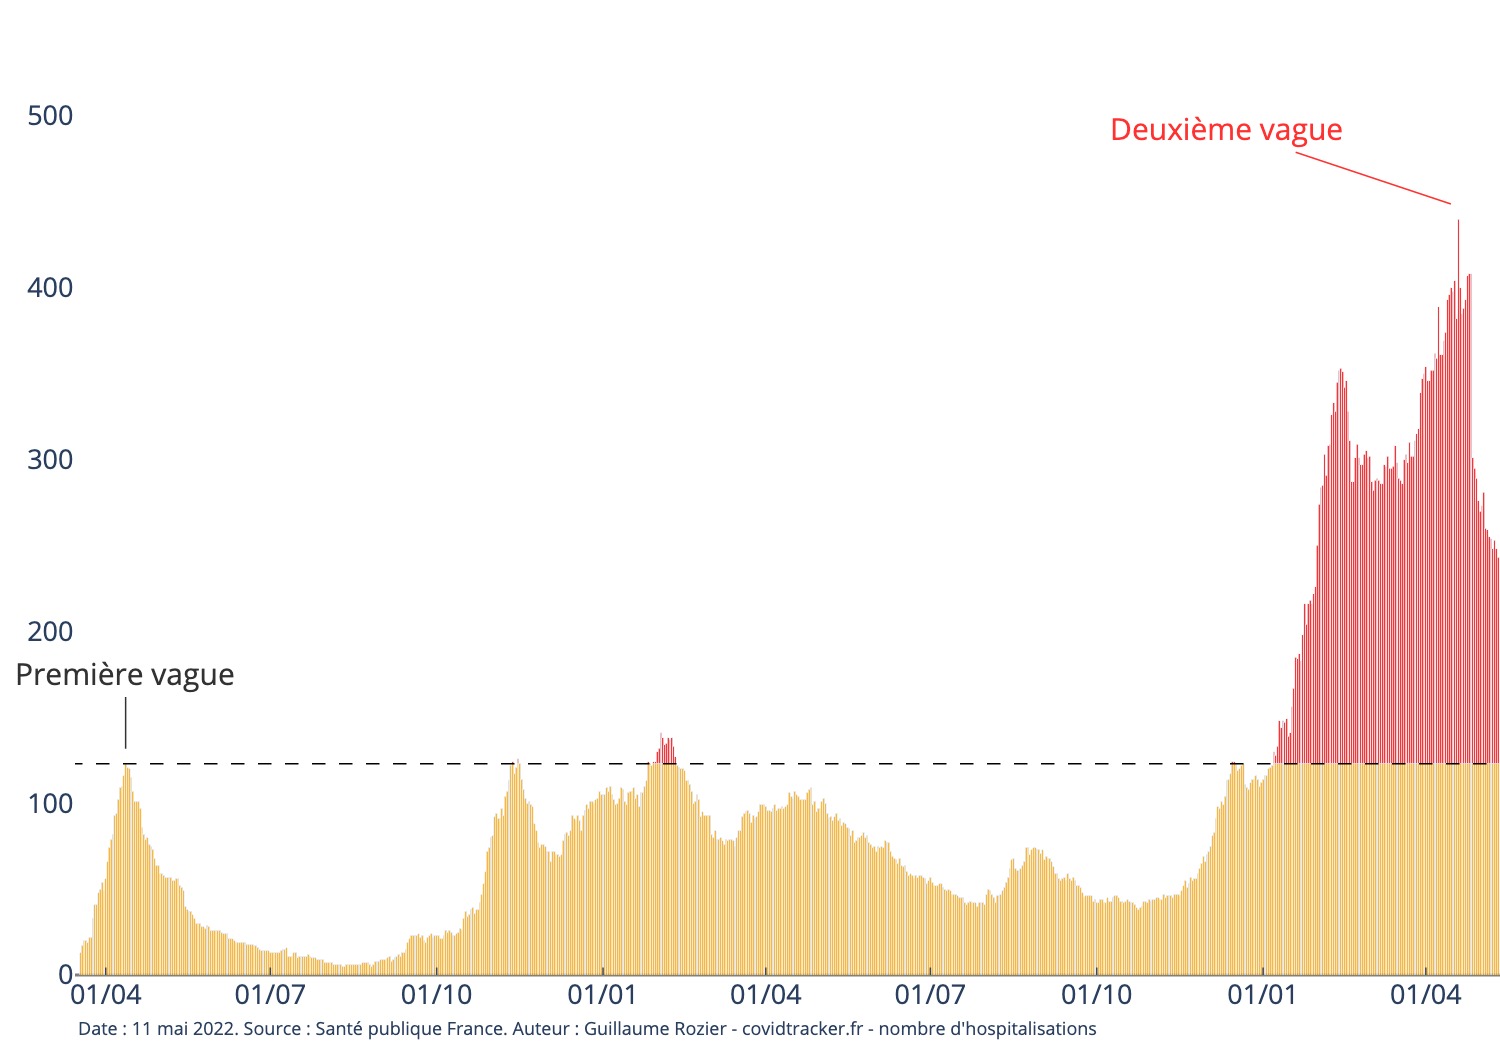 500
Deuxième vague
400
300
200
Première vague
100
0
01/04 01/07 01/10 01/01 01/04 01/07 01/10 01/01 01/04
Date : 11 mai 2022. Source : Santé publique France. Auteur : Guillaume Rozier - covidtracker.fr - nombre d'hospitalisations